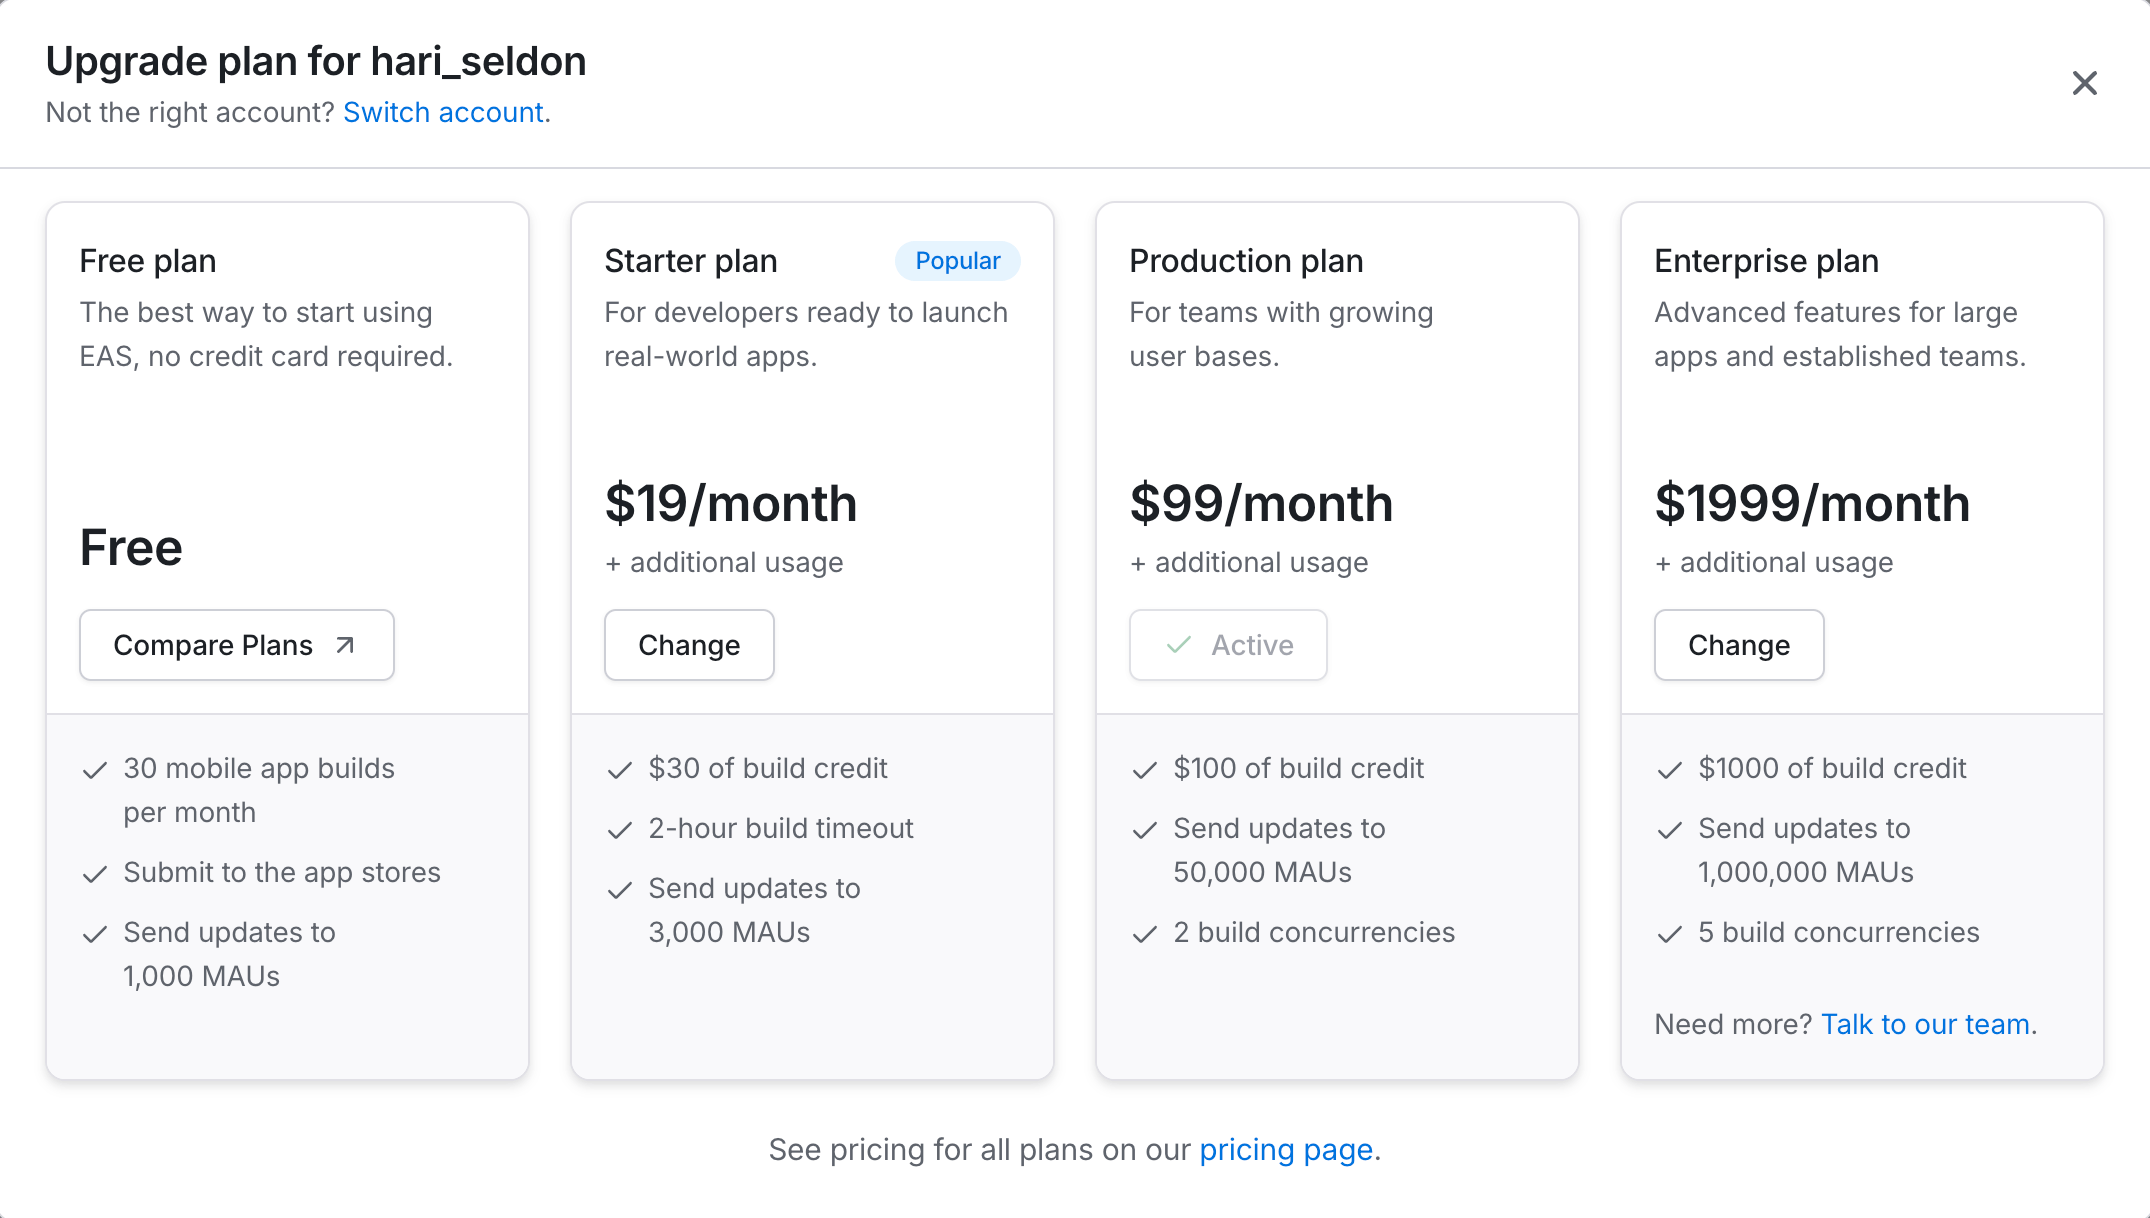 Upgrade plan for hari_seldon
Not the right account? Switch account.
Free plan
The best way to start using
EAS, no credit card required.
Free
Compare Plans
30 mobile app builds
per month
Submit to the app stores
Send updates to
1,000 MAUs
Starter plan
Popular
For developers ready to launch
real-world apps.
$19/month
+ additional usage
Change
$30 of build credit
2-hour build timeout
Send updates to
3,000 MAUs
Production plan
For teams with growing
user bases.
$99/month
+ additional usage
Active
$100 of build credit
Send updates to
50,000 MAUs
2 build concurrencies
Enterprise plan
Advanced features for large
apps and established teams.
$1999/month
+ additional usage
Change
$1000 of build credit
Send updates to
1,000,000 MAUs
5 build concurrencies
Need more? Talk to our team.
See pricing for all plans on our pricing page.